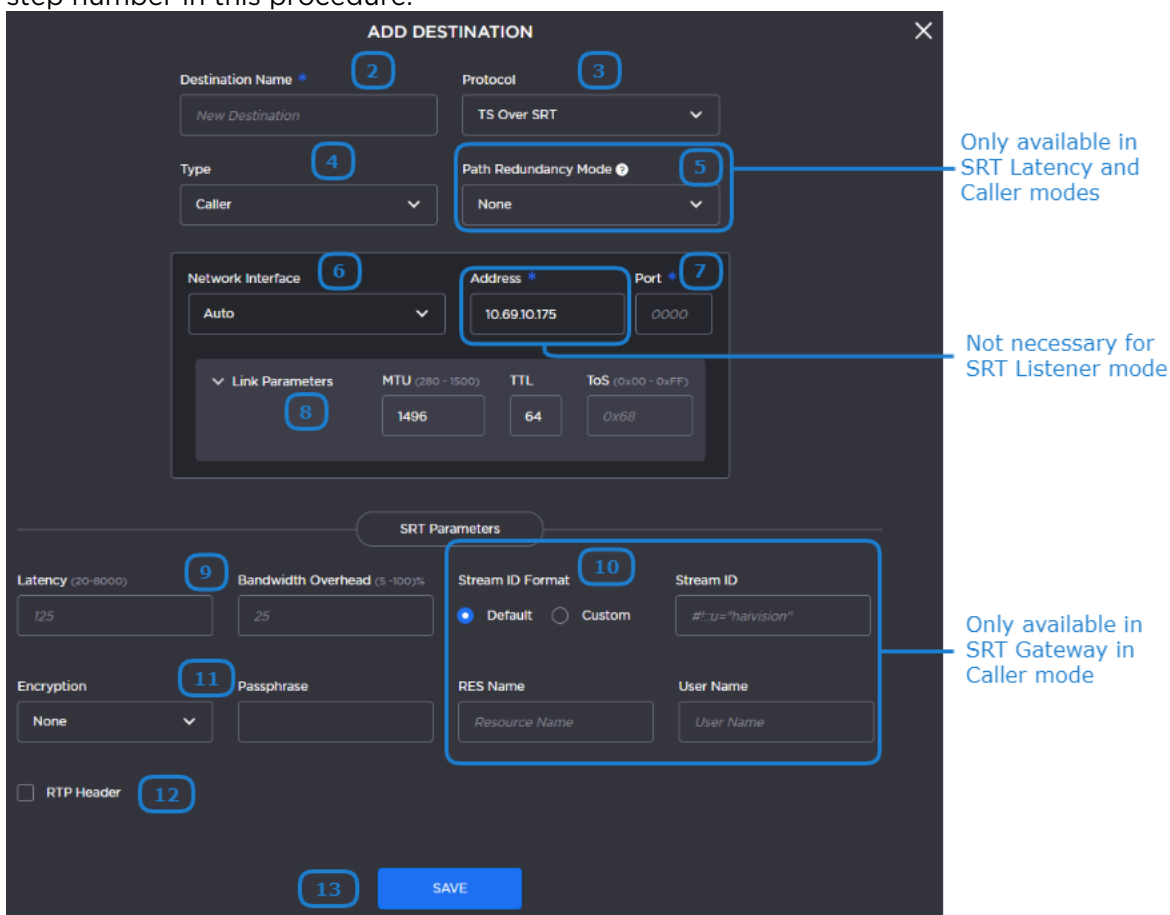 step number in this procedure.
ADD DESTINATION
Destination Name * 2
Protocol 3
New Destination
TS Over SRT
Type 4
Path Redundancy Mode ? 5
Caller
None
Only available in
SRT Latency and
Caller modes
Network Interface 6
Address *
Port * 7
Auto
10.69.10.175
0000
Not necessary for
SRT Listener mode
Link Parameters
MTU (280 - 1500)
TTL
ToS (0x00 - 0xFF)
8
1496
64
0x68
SRT Parameters
Latency (20-8000) 9
Bandwidth Overhead (5 -100)%
Stream ID Format 10
Stream ID
125
25
Default
Custom
#!::u="haivision"
Only available in
SRT Gateway in
Caller mode
Encryption 11
Passphrase
RES Name
User Name
None
Resource Name
User Name
RTP Header 12
13
SAVE